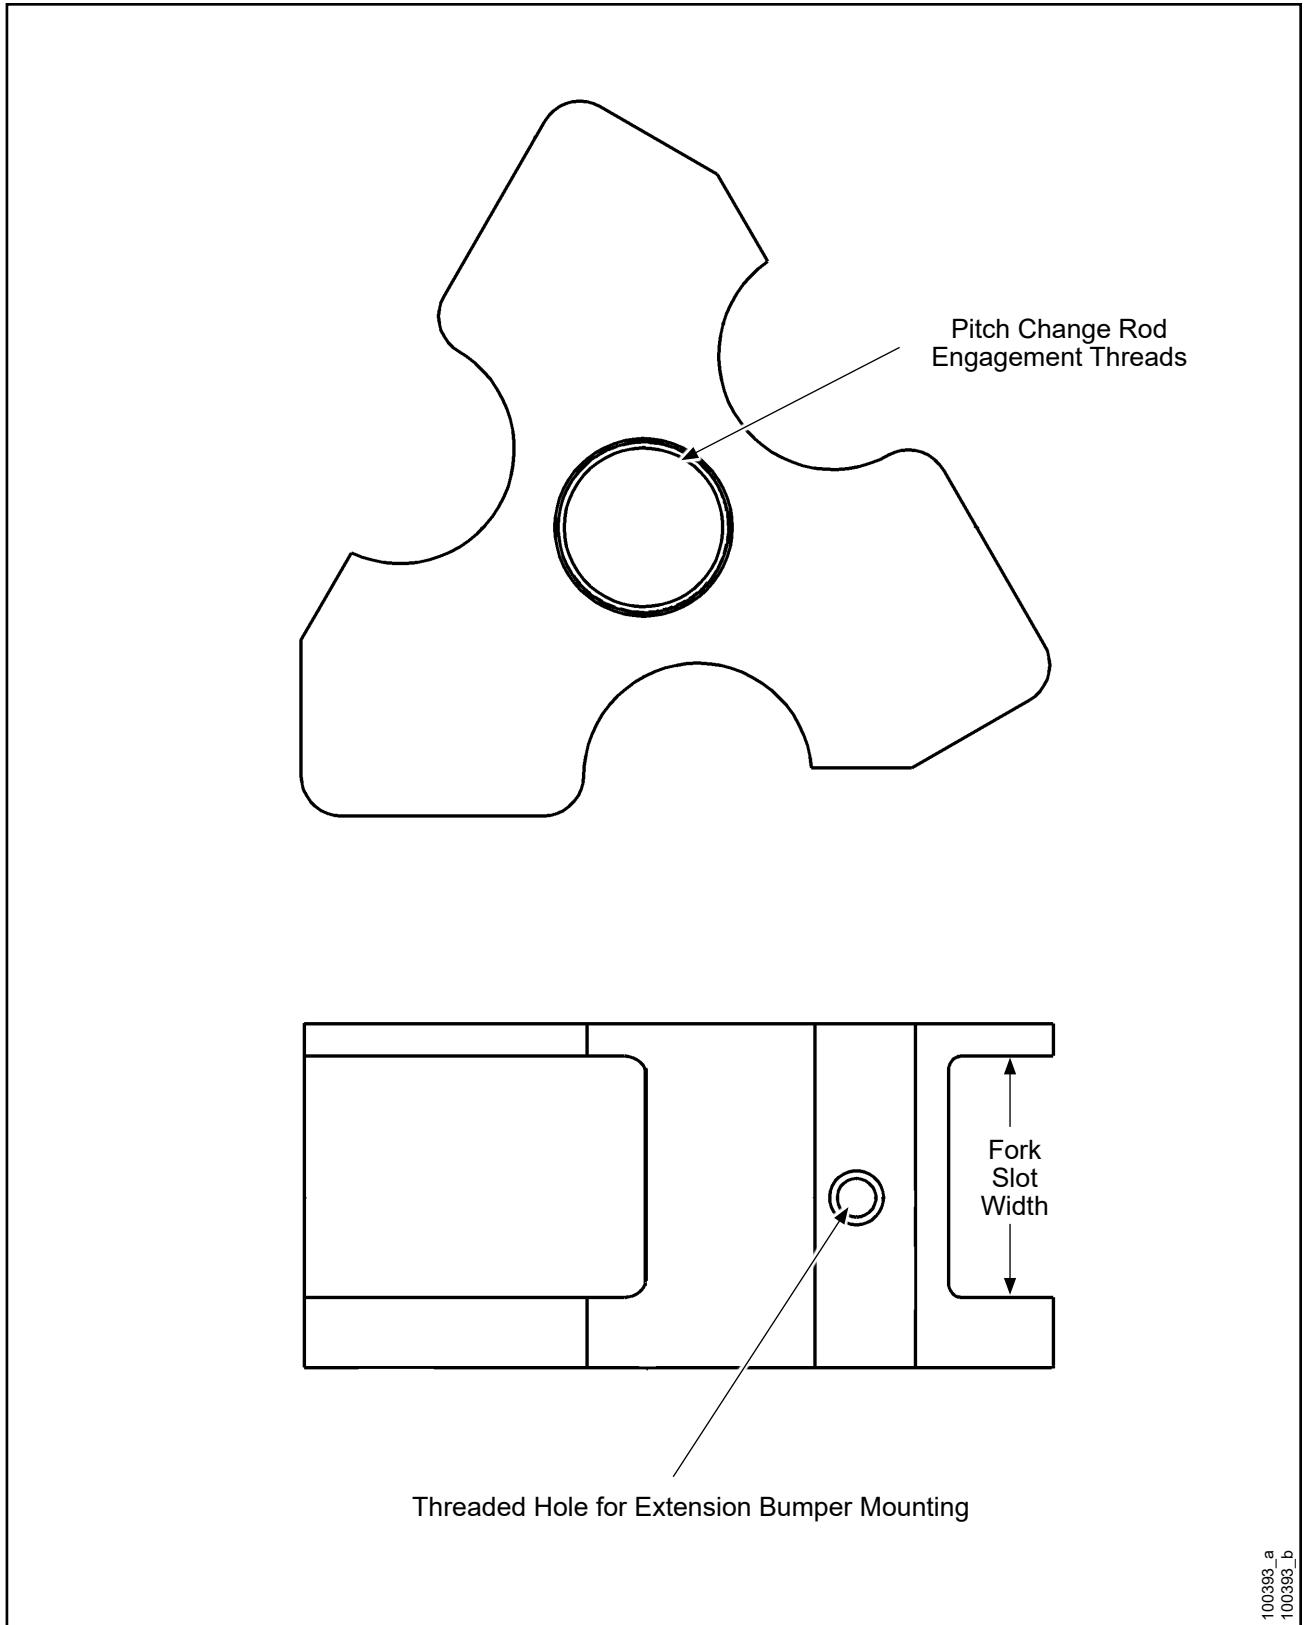 Pitch Change Rod
Engagement Threads
Fork
Slot
Width
Threaded Hole for Extension Bumper Mounting
100393_a
100393_b